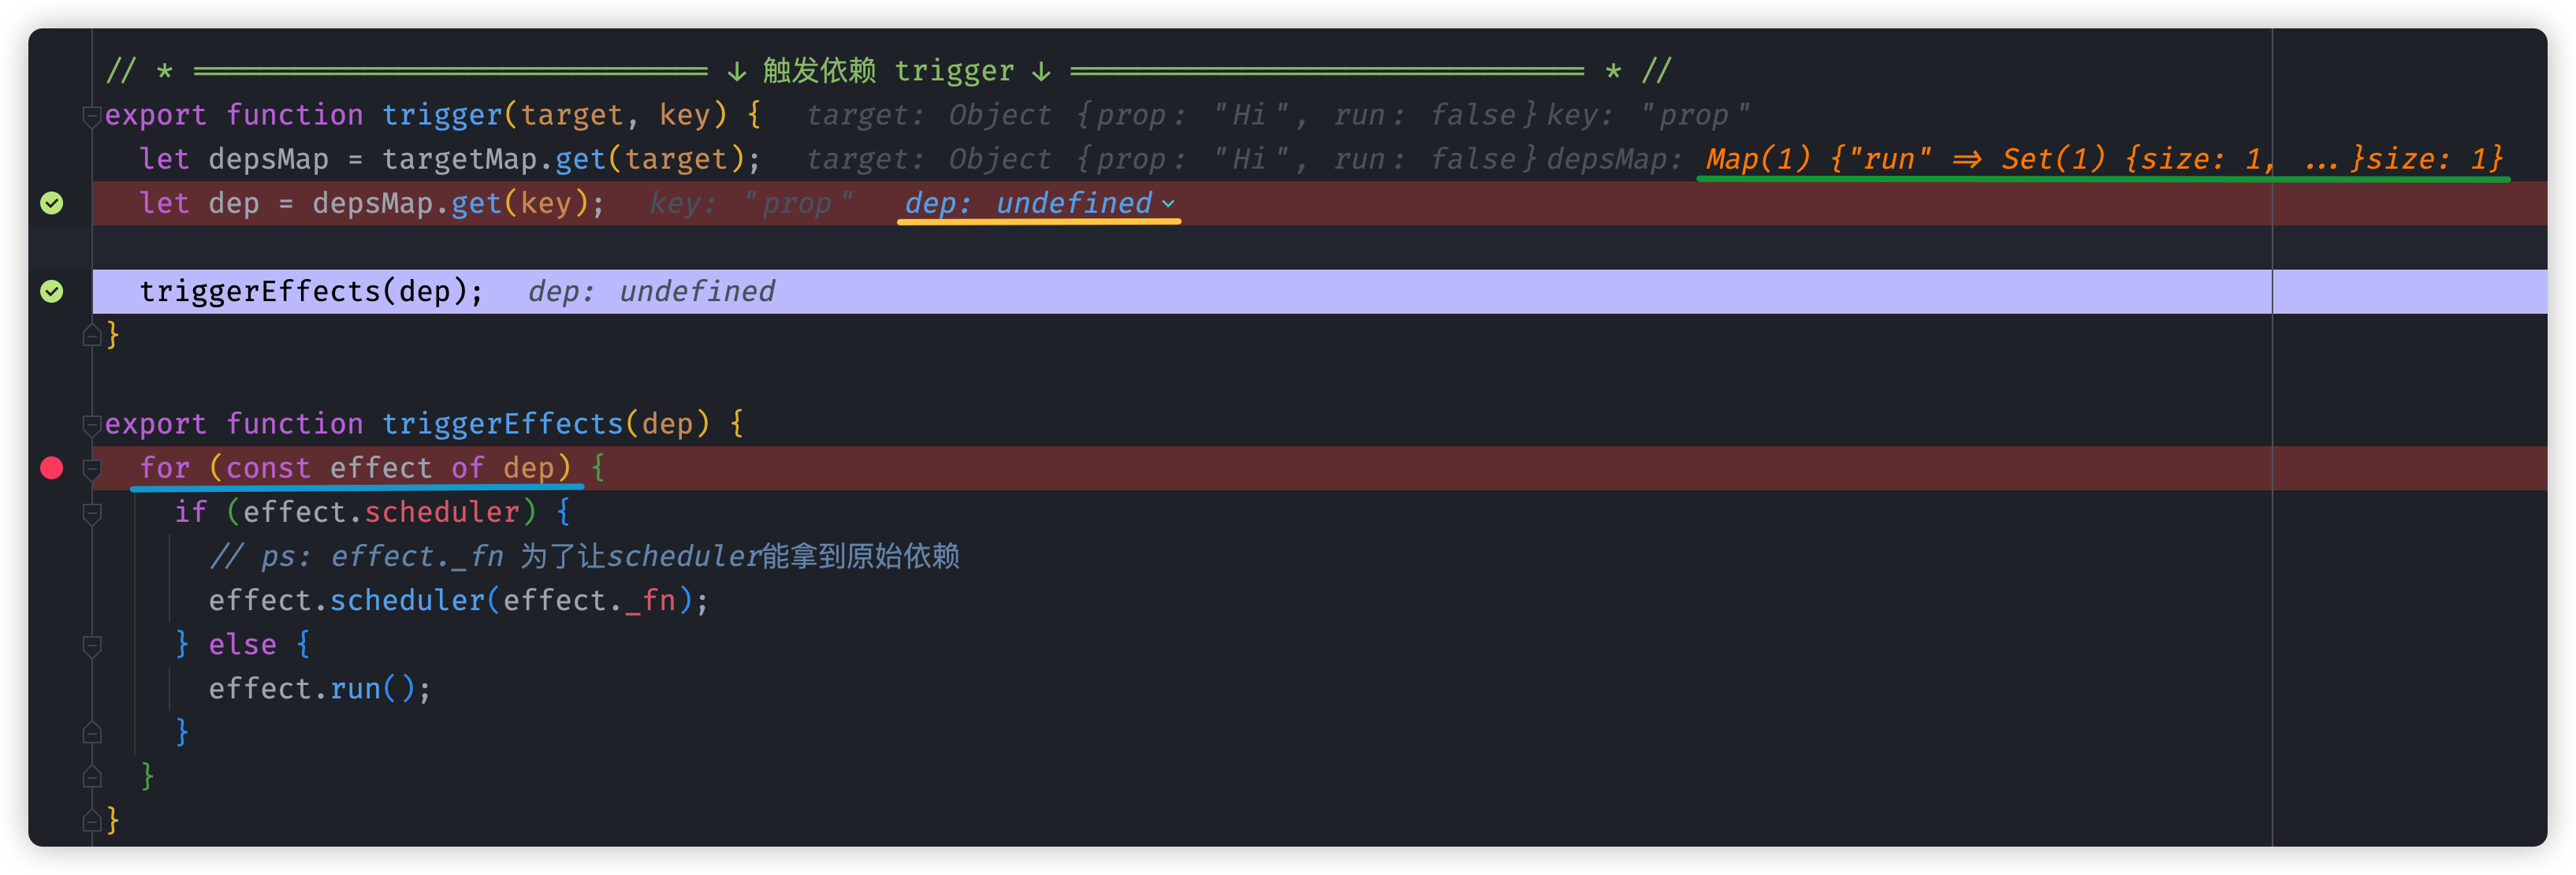 // * ══════════════════════════════ ↓ 触发依赖 trigger ↓ ══════════════════════════════ * //
export function trigger(target, key) {   target: Object {prop: "Hi", run: false} key: "prop"
let depsMap = targetMap.get(target);   target: Object {prop: "Hi", run: false} depsMap: Map(1) {"run" => Set(1) {size: 1, …}size: 1}
let dep = depsMap.get(key);   key: "prop"   dep: undefined
triggerEffects(dep);   dep: undefined
}
export function triggerEffects(dep) {
for (const effect of dep) {
if (effect.scheduler) {
// ps: effect._fn 为了让scheduler能拿到原始依赖
effect.scheduler(effect._fn);
} else {
effect.run();
}
}
}